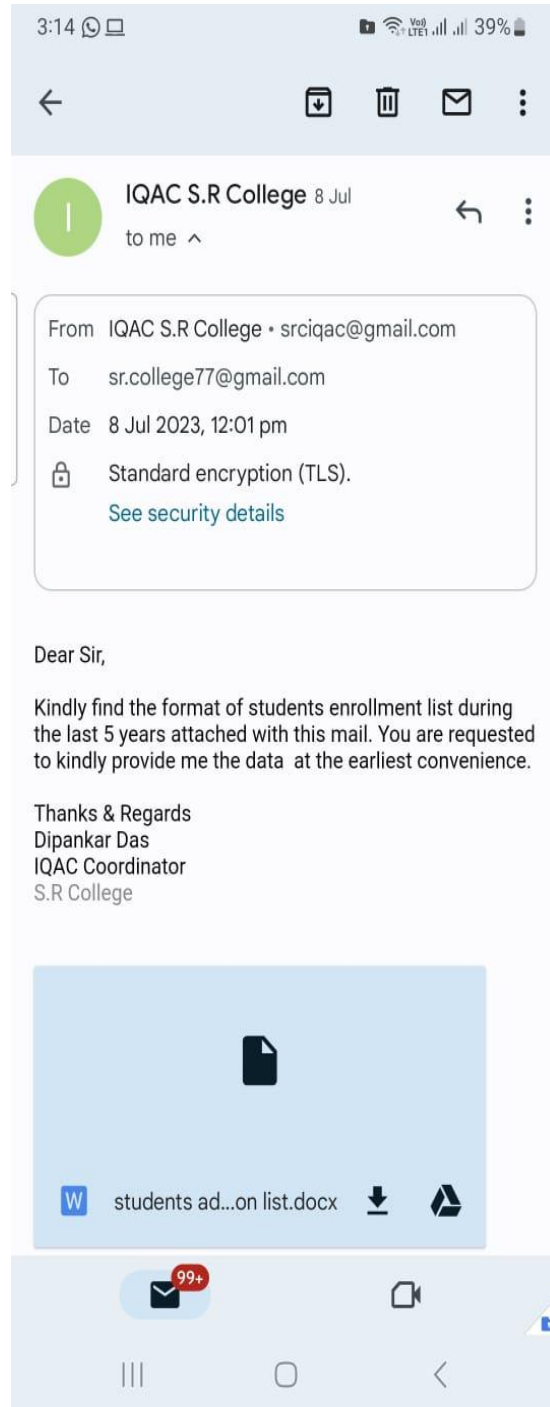 3:14 Vo) LTE1 39%
I
IQAC S.R College 8 Jul
to me
From IQAC S.R College • srciqac@gmail.com
To sr.college77@gmail.com
Date 8 Jul 2023, 12:01 pm
Standard encryption (TLS).
See security details
Dear Sir,
Kindly find the format of students enrollment list during
the last 5 years attached with this mail. You are requested
to kindly provide me the data at the earliest convenience.
Thanks & Regards
Dipankar Das
IQAC Coordinator
S.R College
W students ad...on list.docx
99+